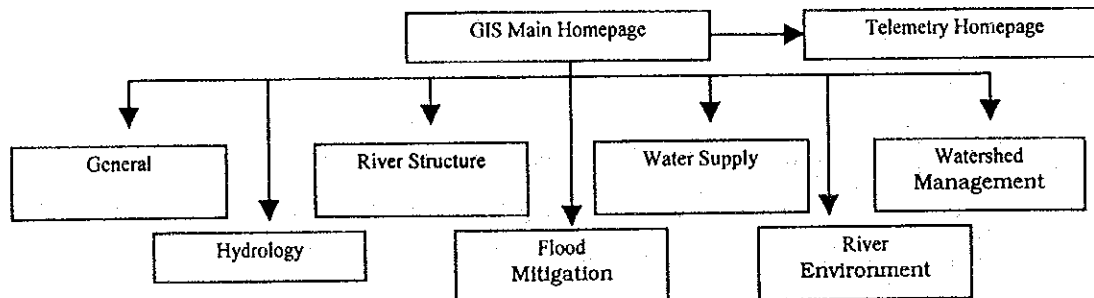 GIS Main Homepage
Telemetry Homepage
General
River Structure
Water Supply
Watershed
Management
Hydrology
Flood
Mitigation
River
Environment